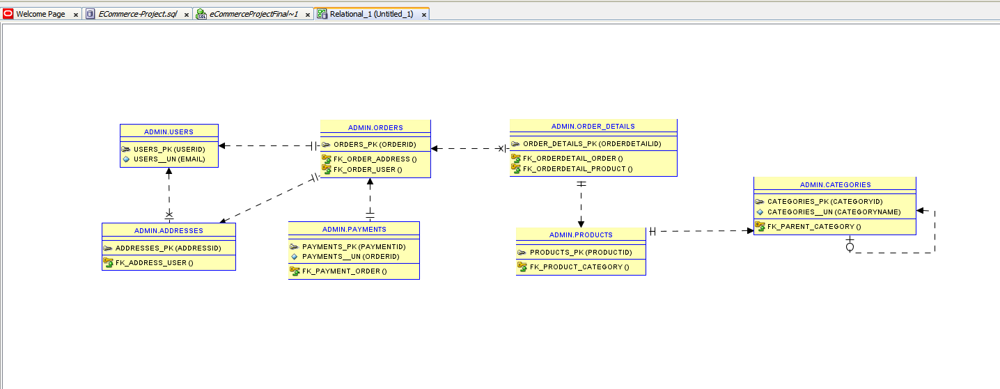 Welcome Page
ECommerce-Project.sql
eCommerceProjectFinal~1
Relational_1 (Untitled_1)
ADMIN.USERS
USERS_PK (USERID)
USERS__UN (EMAIL)
ADMIN.ORDERS
ORDERS_PK (ORDERID)
FK_ORDER_ADDRESS ()
FK_ORDER_USER ()
ADMIN.ORDER_DETAILS
ORDER_DETAILS_PK (ORDERDETAILID)
FK_ORDERDETAIL_ORDER ()
FK_ORDERDETAIL_PRODUCT ()
ADMIN.CATEGORIES
CATEGORIES_PK (CATEGORYID)
CATEGORIES__UN (CATEGORYNAME)
FK_PARENT_CATEGORY ()
ADMIN.ADDRESSES
ADDRESSES_PK (ADDRESSID)
FK_ADDRESS_USER ()
ADMIN.PAYMENTS
PAYMENTS_PK (PAYMENTID)
PAYMENTS__UN (ORDERID)
FK_PAYMENT_ORDER ()
ADMIN.PRODUCTS
PRODUCTS_PK (PRODUCTID)
FK_PRODUCT_CATEGORY ()